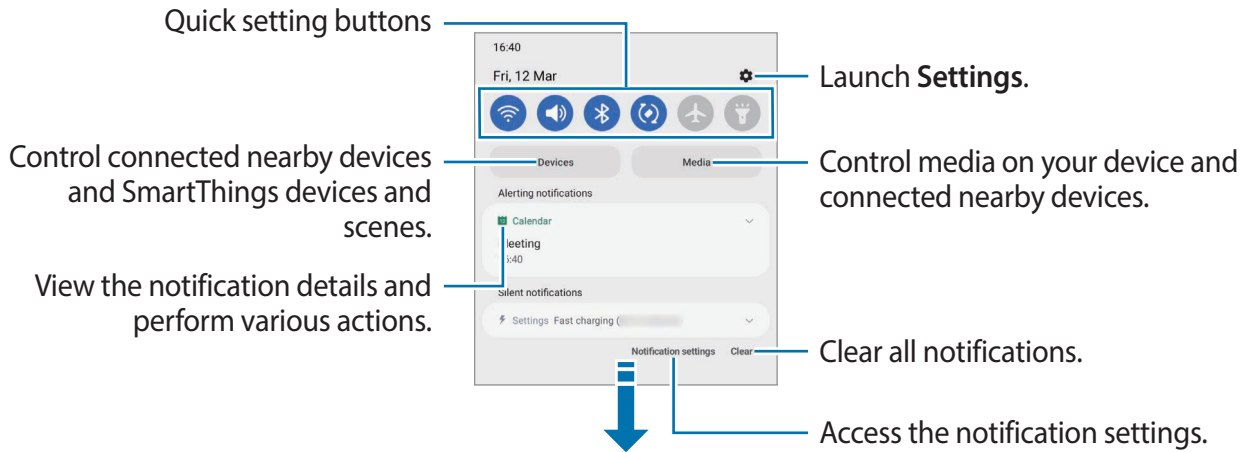 Quick setting buttons
16:40
Fri, 12 Mar
Launch Settings.
Control connected nearby devices
and SmartThings devices and
scenes.
Devices
Media
Control media on your device and
connected nearby devices.
Alerting notifications
Calendar
View the notification details and
perform various actions.
Silent notifications
Settings Fast charging (
Notification settings Clear
Clear all notifications.
Access the notification settings.